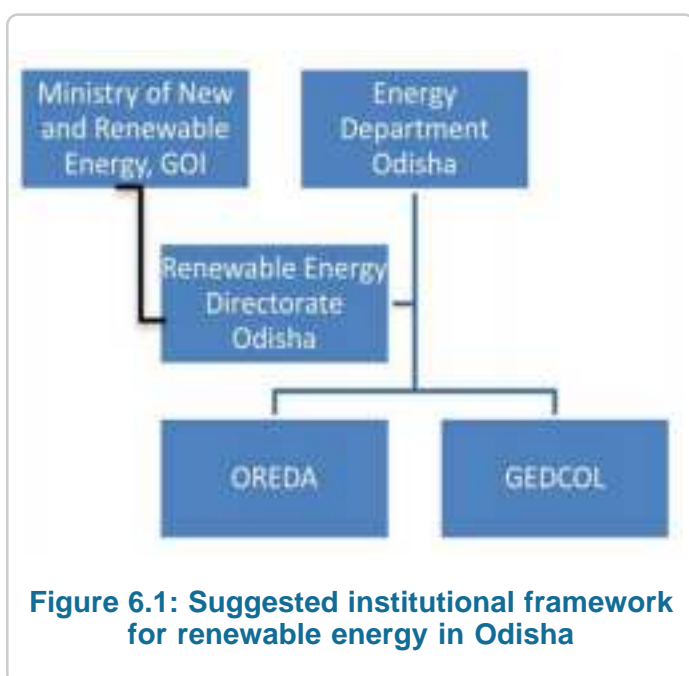 Ministry of New
and Renewable
Energy, GOI
Energy
Department
Odisha
Renewable Energy
Directorate
Odisha
OREDA
GEDCOL
Figure 6.1: Suggested institutional framework
for renewable energy in Odisha